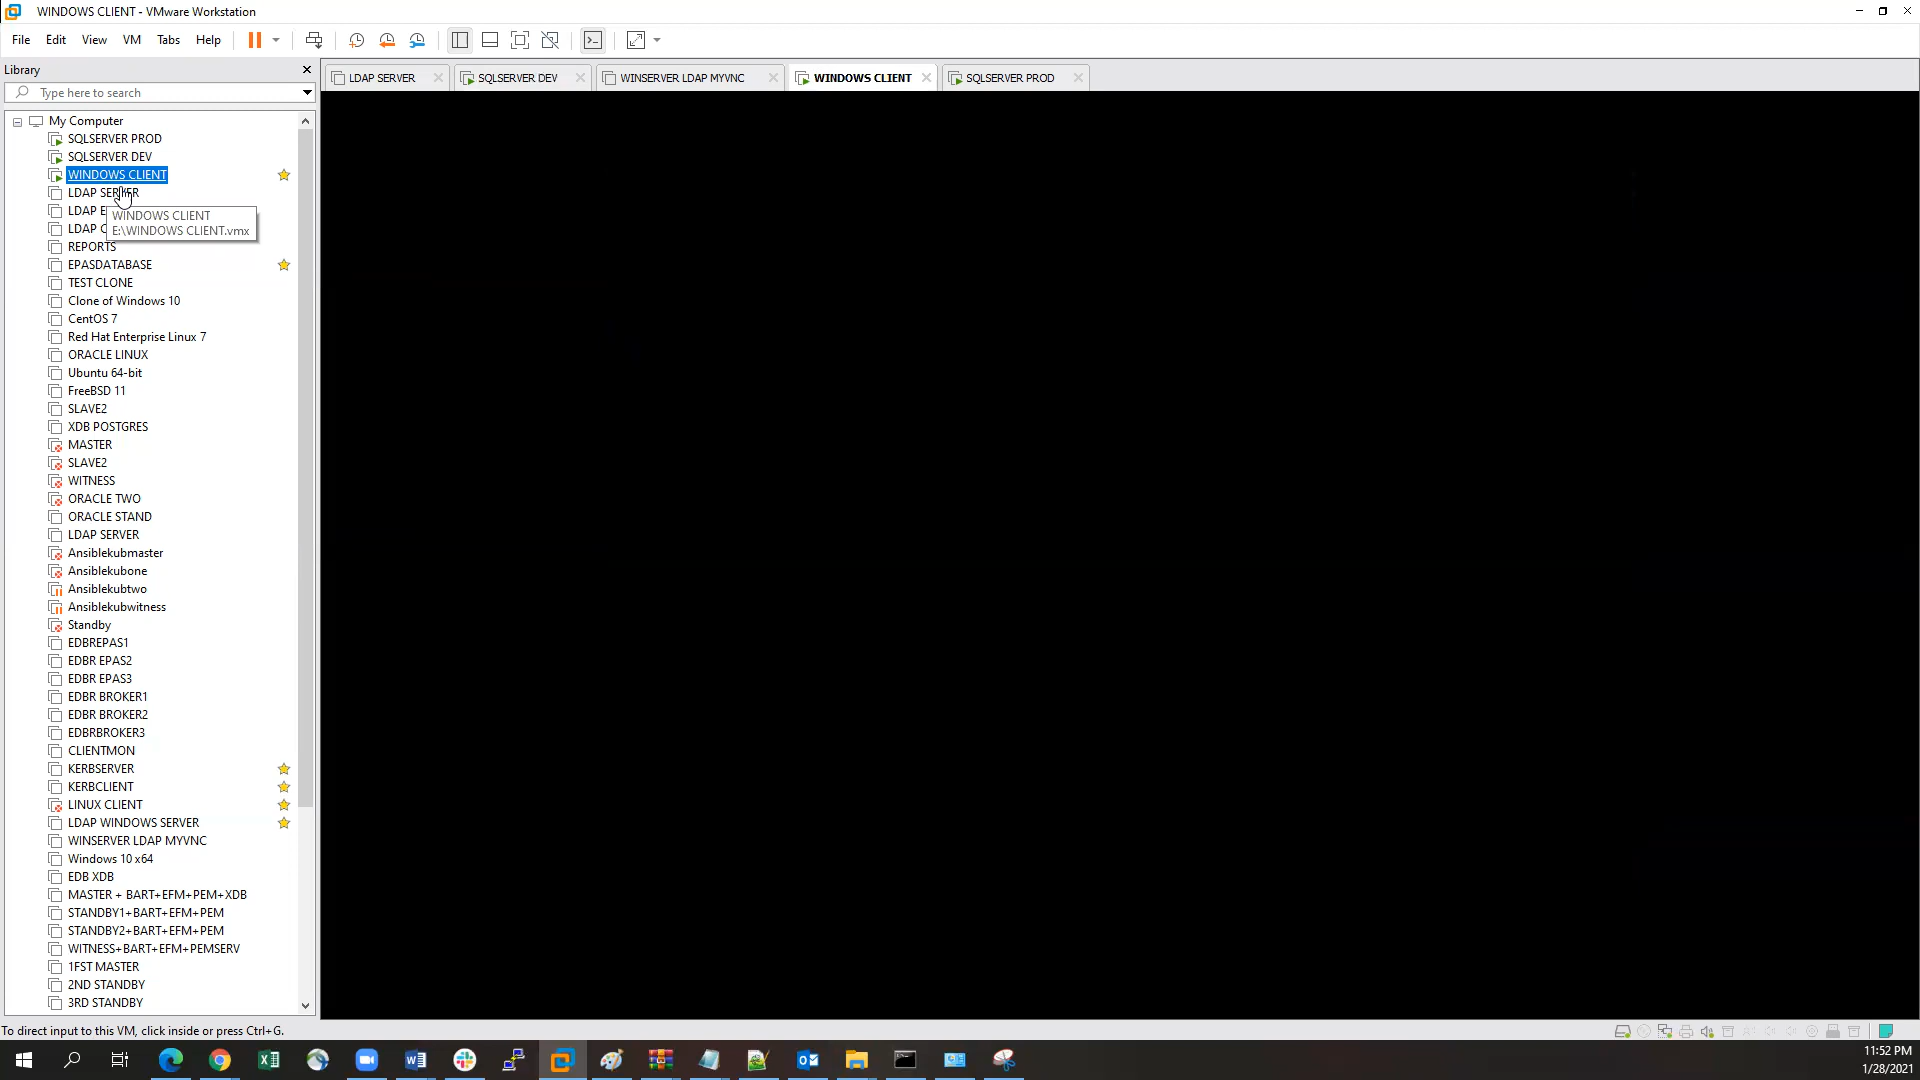 WINDOWS CLIENT - VMware Workstation
File Edit View VM Tabs Help
Library
Type here to search
LDAP SERVER SQLSERVER DEV WINSERVER LDAP MYVNC WINDOWS CLIENT SQLSERVER PROD
My Computer
SQLSERVER PROD
SQLSERVER DEV
WINDOWS CLIENT
LDAP SERVER
LDAP E
LDAP C
WINDOWS CLIENT
E:\WINDOWS CLIENT.vmx
REPORTS
EPASDATABASE
TEST CLONE
Clone of Windows 10
CentOS 7
Red Hat Enterprise Linux 7
ORACLE LINUX
Ubuntu 64-bit
FreeBSD 11
SLAVE2
XDB POSTGRES
MASTER
SLAVE2
WITNESS
ORACLE TWO
ORACLE STAND
LDAP SERVER
Ansiblekubmaster
Ansiblekubone
Ansiblekubtwo
Ansiblekubwitness
Standby
EDBREPAS1
EDBR EPAS2
EDBR EPAS3
EDBR BROKER1
EDBR BROKER2
EDBRBROKER3
CLIENTMON
KERBSERVER
KERBCLIENT
LINUX CLIENT
LDAP WINDOWS SERVER
WINSERVER LDAP MYVNC
Windows 10 x64
EDB XDB
MASTER + BART+EFM+PEM+XDB
STANDBY1+BART+EFM+PEM
STANDBY2+BART+EFM+PEM
WITNESS+BART+EFM+PEMSERV
1FST MASTER
2ND STANDBY
3RD STANDBY
To direct input to this VM, click inside or press Ctrl+G.
11:52 PM
1/28/2021